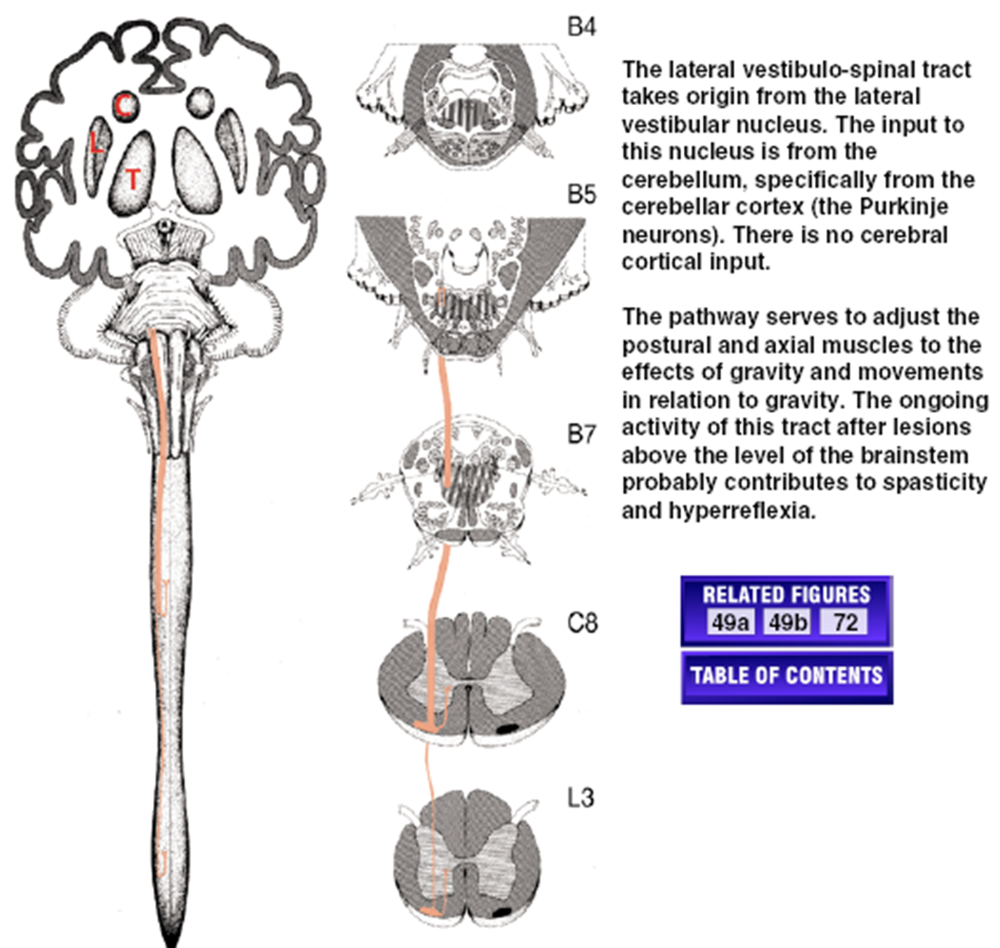 B4
The lateral vestibulo-spinal tract
takes origin from the lateral
vestibular nucleus. The input to
this nucleus is from the
cerebellum, specifically from the
cerebellar cortex (the Purkinje
neurons). There is no cerebral
cortical input.
The pathway serves to adjust the
postural and axial muscles to the
effects of gravity and movements
in relation to gravity. The ongoing
activity of this tract after lesions
above the level of the brainstem
probably contributes to spasticity
and hyperreflexia.
C
L
T
B5
B7
C8
L3
RELATED FIGURES
49a 49b 72
TABLE OF CONTENTS